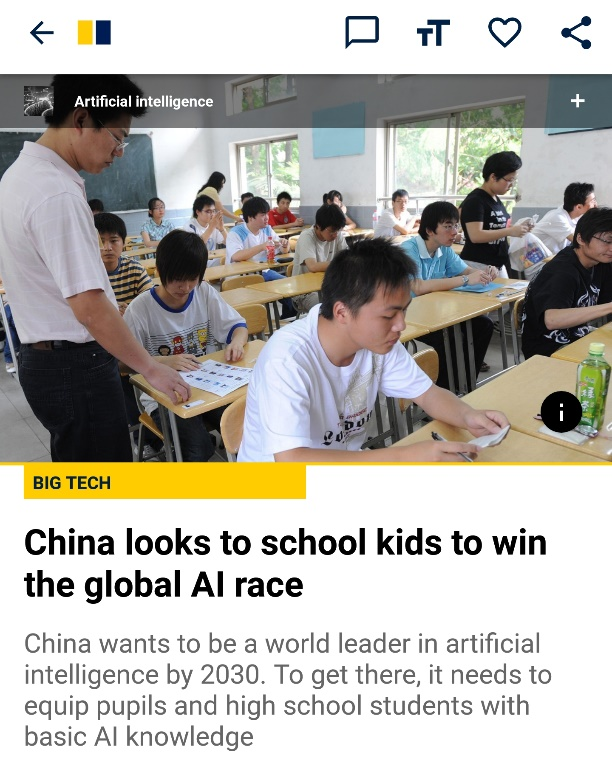 Artificial intelligence
BIG TECH
China looks to school kids to win
the global AI race
China wants to be a world leader in artificial
intelligence by 2030. To get there, it needs to
equip pupils and high school students with
basic AI knowledge